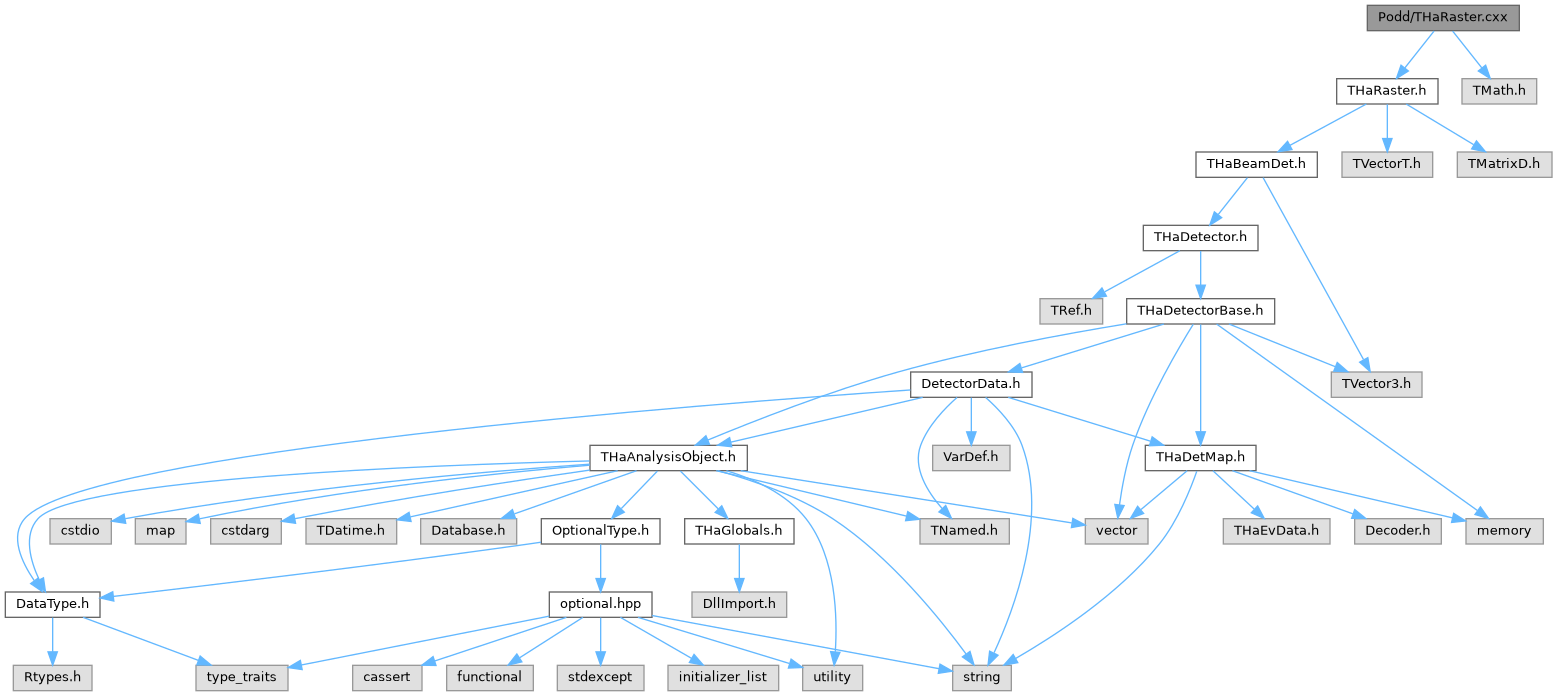 Podd/THaRaster.cxx
THaRaster.h
TMath.h
THaBeamDet.h
TVectorT.h
TMatrixD.h
THaDetector.h
TRef.h
THaDetectorBase.h
DetectorData.h
TVector3.h
THaAnalysisObject.h
VarDef.h
THaDetMap.h
cstdio
map
cstdarg
TDatime.h
Database.h
OptionalType.h
THaGlobals.h
TNamed.h
vector
THaEvData.h
Decoder.h
memory
DataType.h
optional.hpp
DllImport.h
Rtypes.h
type_traits
cassert
functional
stdexcept
initializer_list
utility
string